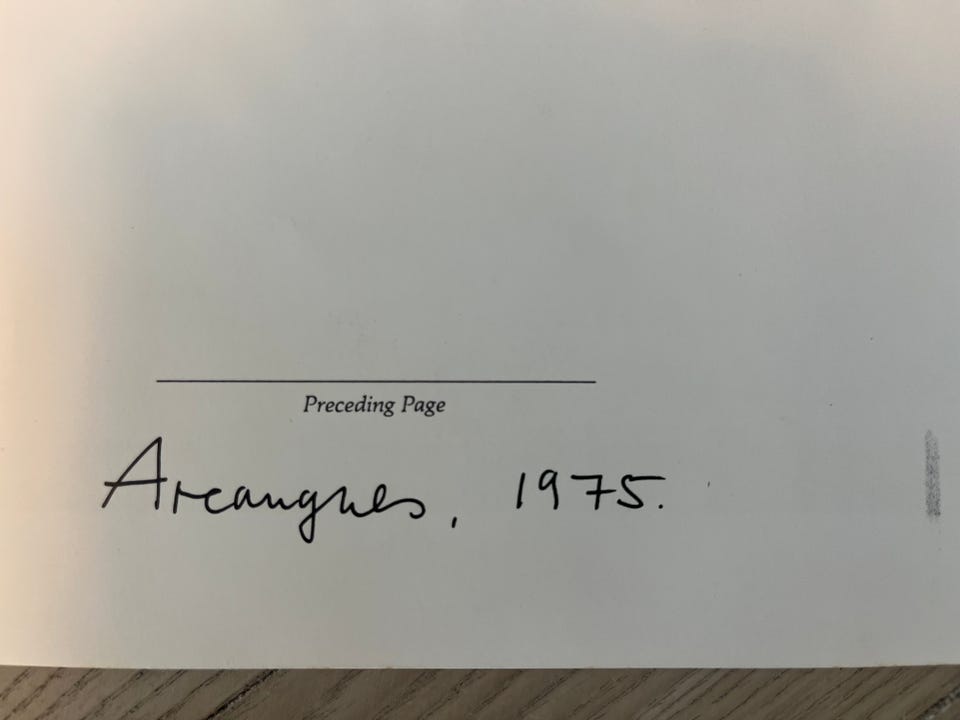 Preceding Page
Arcangues, 1975.